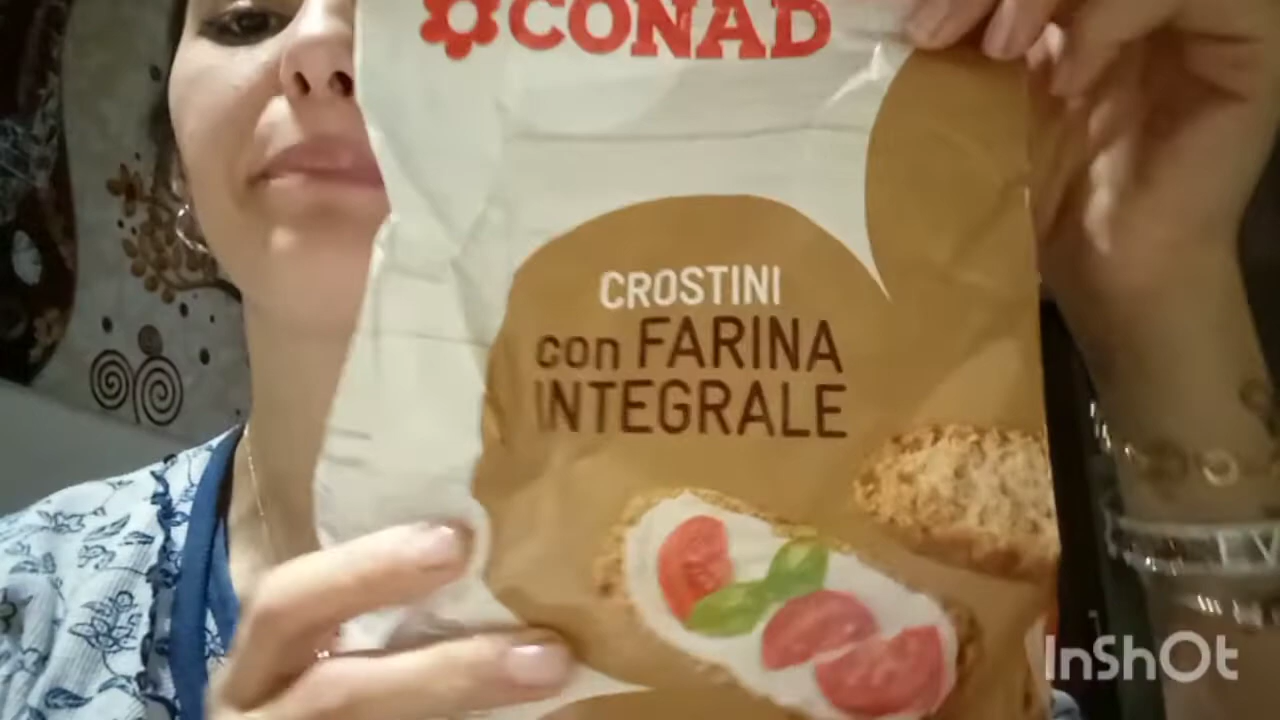 CONAD
CROSTINI
con FARINA
INTEGRALE
InShOt